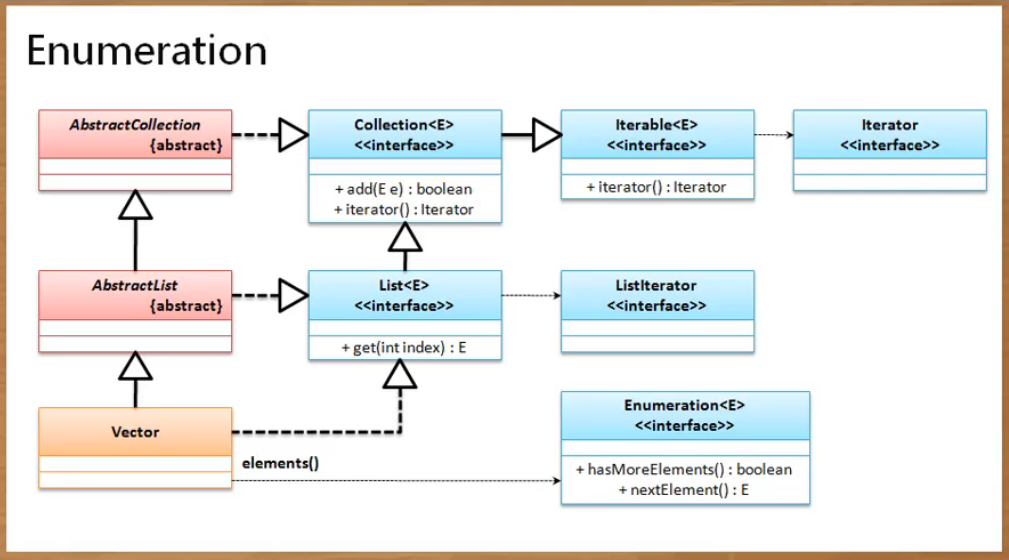 Enumeration
AbstractCollection
{abstract}
Collection<E>
<<interface>>
+ add(E e) : boolean
+ iterator() : Iterator
Iterable<E>
<<interface>>
+ iterator() : Iterator
Iterator
<<interface>>
AbstractList
{abstract}
List<E>
<<interface>>
+ get(int index) : E
ListIterator
<<interface>>
Vector
elements()
Enumeration<E>
<<interface>>
+ hasMoreElements() : boolean
+ nextElement() : E